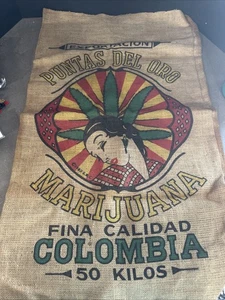 EXPORTACION
PUNTAS DEL ORO
MARIJUANA
FINA CALIDAD
COLOMBIA
50 KILOS